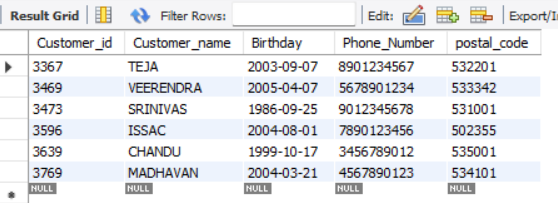 Result Grid Filter Rows: Edit: Export/I
Customer_id Customer_name Birthday Phone_Number postal_code
3367 TEJA 2003-09-07 8901234567 532201
3469 VEERENDRA 2005-04-07 5678901234 533342
3473 SRINIVAS 1986-09-25 9012345678 531001
3596 ISSAC 2004-08-01 7890123456 502355
3639 CHANDU 1999-10-17 3456789012 535001
3769 MADHAVAN 2004-03-21 4567890123 534101
NULL NULL NULL NULL NULL